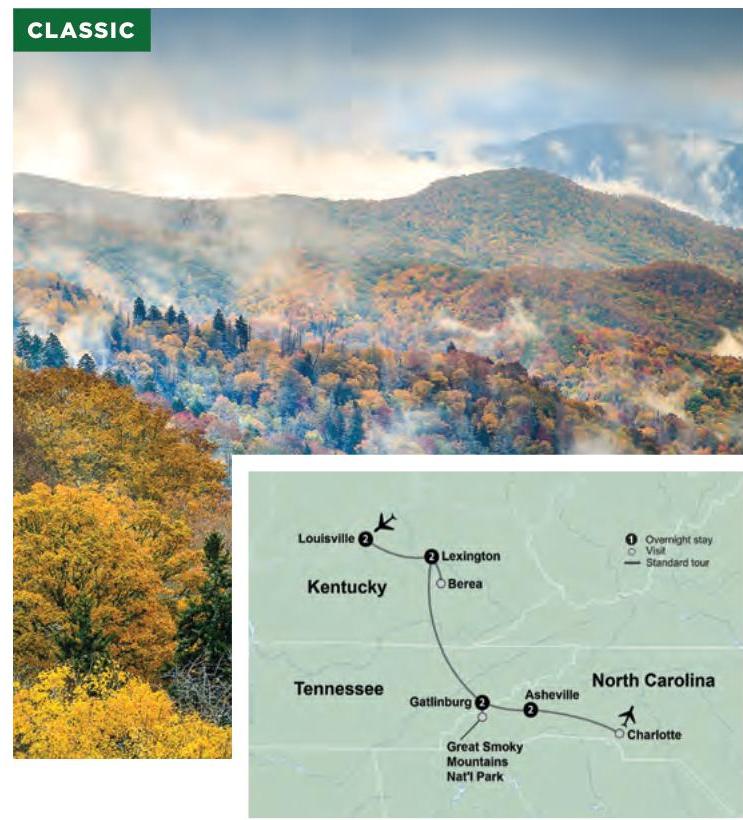 CLASSIC
Louisville 2
2 Lexington
Berea
Kentucky
1 Overnight stay
Visit
Standard tour
Tennessee
North Carolina
Gatlinburg 2
Asheville
2
Charlotte
Great Smoky
Mountains
Nat'l Park